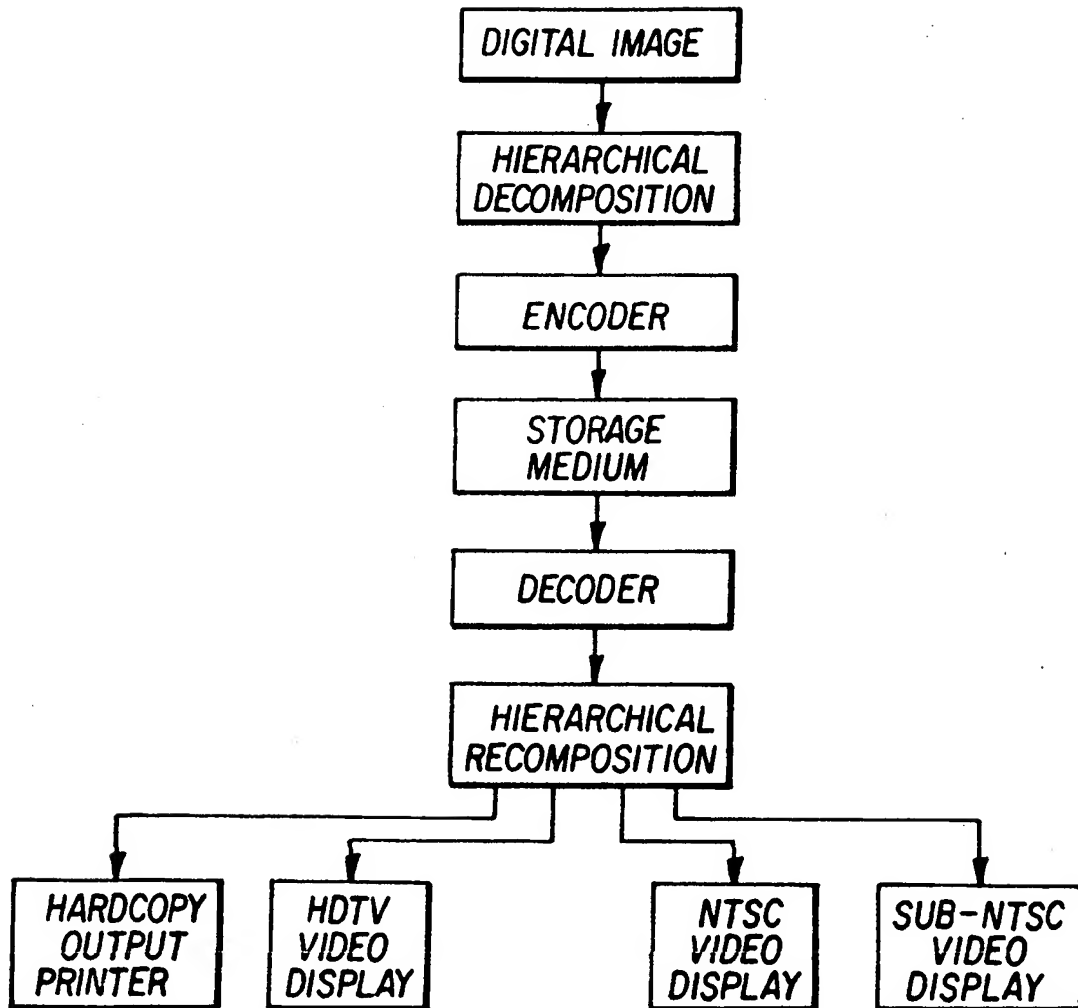 DIGITAL IMAGE
HIERARCHICAL
DECOMPOSITION
ENCODER
STORAGE
MEDIUM
DECODER
HIERARCHICAL
RECOMPOSITION
HARDCOPY
OUTPUT
PRINTER
HDTV
VIDEO
DISPLAY
NTSC
VIDEO
DISPLAY
SUB-NTSC
VIDEO
DISPLAY